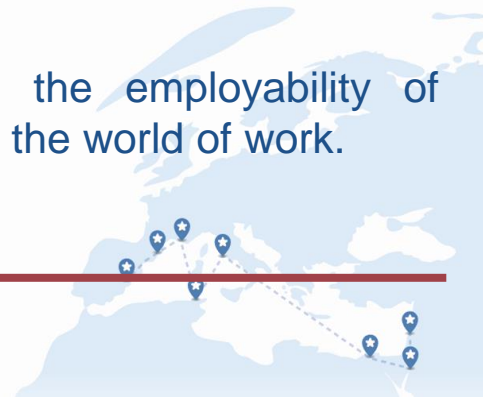 the employability of
the world of work.